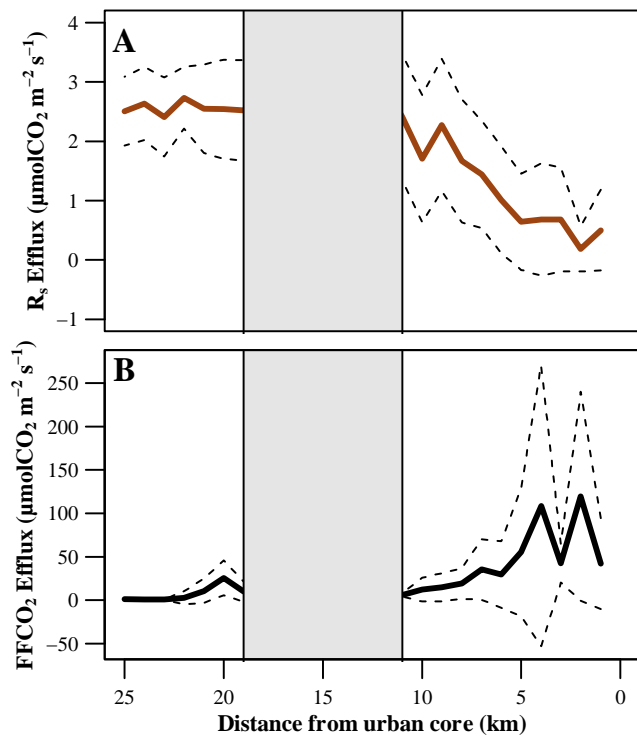 A
R_s Efflux (μmolCO₂ m⁻² s⁻¹)
4
3
2
1
0
−1
B
FFCO₂ Efflux (μmolCO₂ m⁻² s⁻¹)
250
200
150
100
50
0
−50
25 20 15 10 5 0
Distance from urban core (km)